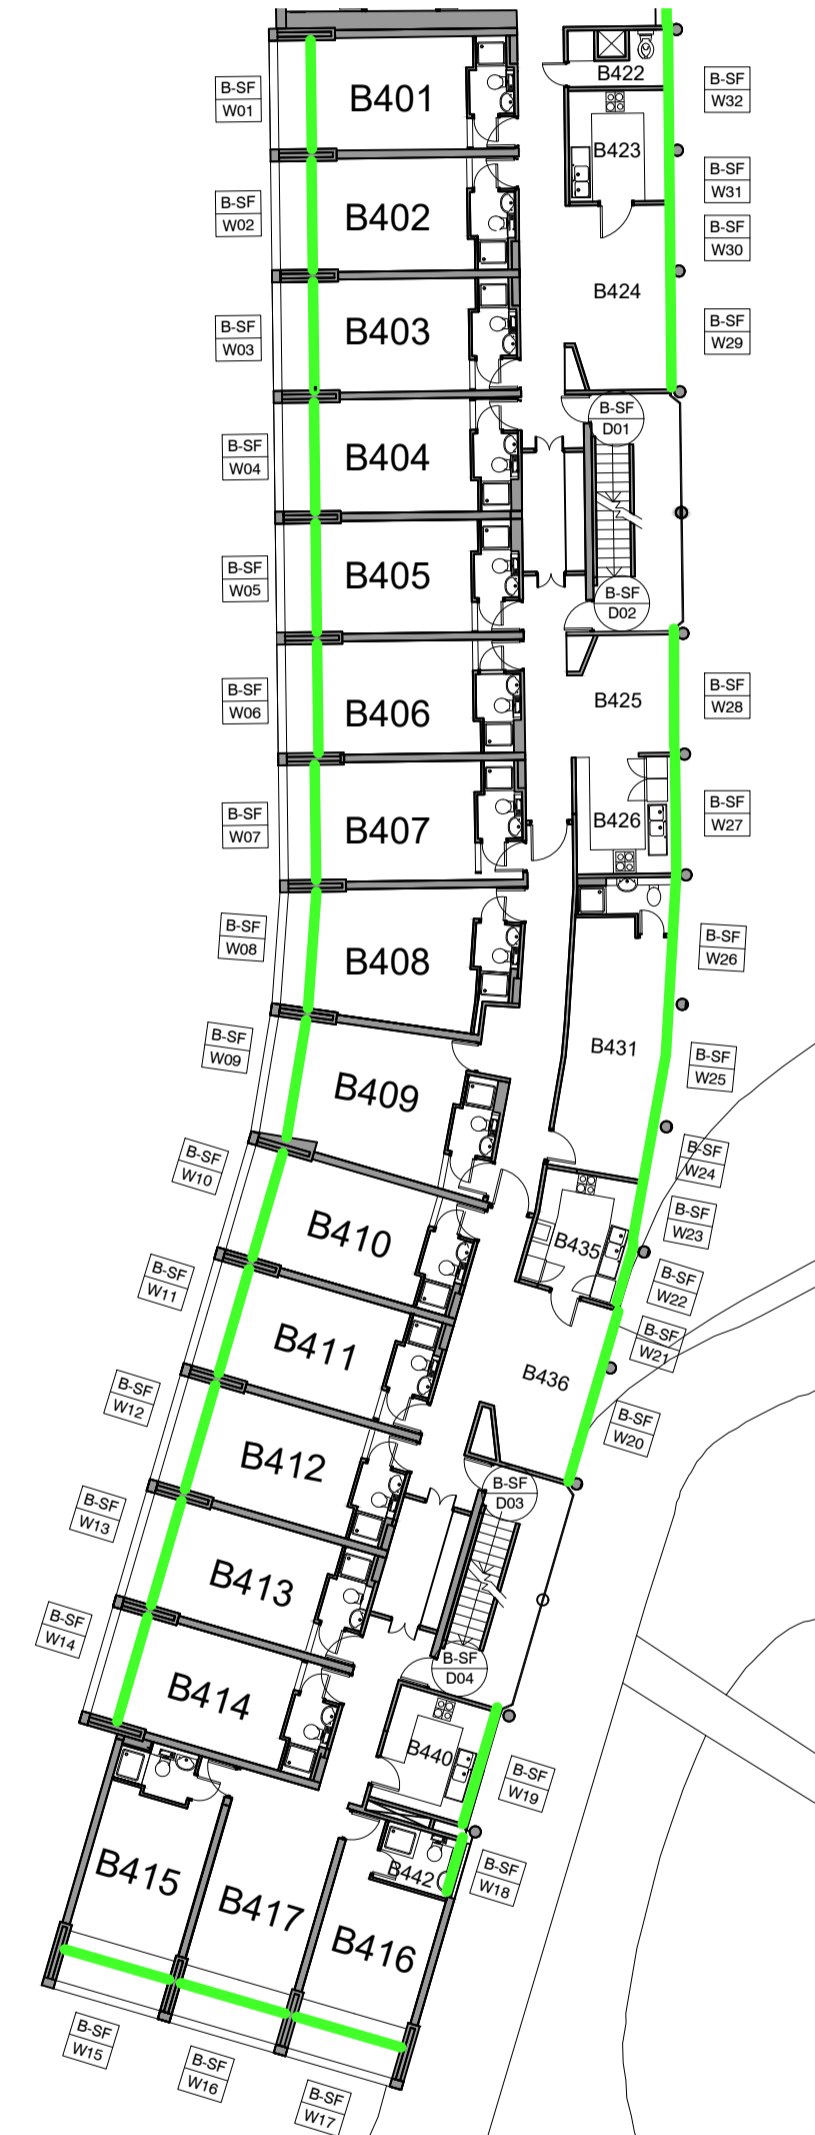 B-SF
W01
B401
B422
B-SF
W32
B423
B-SF
W31
B-SF
W02
B402
B-SF
W30
B424
B-SF
W03
B403
B-SF
W29
B-SF
D01
B-SF
W04
B404
B-SF
W05
B405
B-SF
D02
B-SF
W06
B406
B425
B-SF
W28
B-SF
W07
B407
B426
B-SF
W27
B-SF
W08
B408
B-SF
W26
B-SF
W09
B409
B431
B-SF
W25
B-SF
W10
B-SF
W24
B410
B435
B-SF
W23
B-SF
W11
B-SF
W22
B411
B-SF
W21
B436
B-SF
W12
B412
B-SF
W20
B-SF
D03
B-SF
W13
B413
B-SF
W14
B414
B-SF
D04
B440
B-SF
W19
B415
B417
B416
B442
B-SF
W18
B-SF
W15
B-SF
W16
B-SF
W17